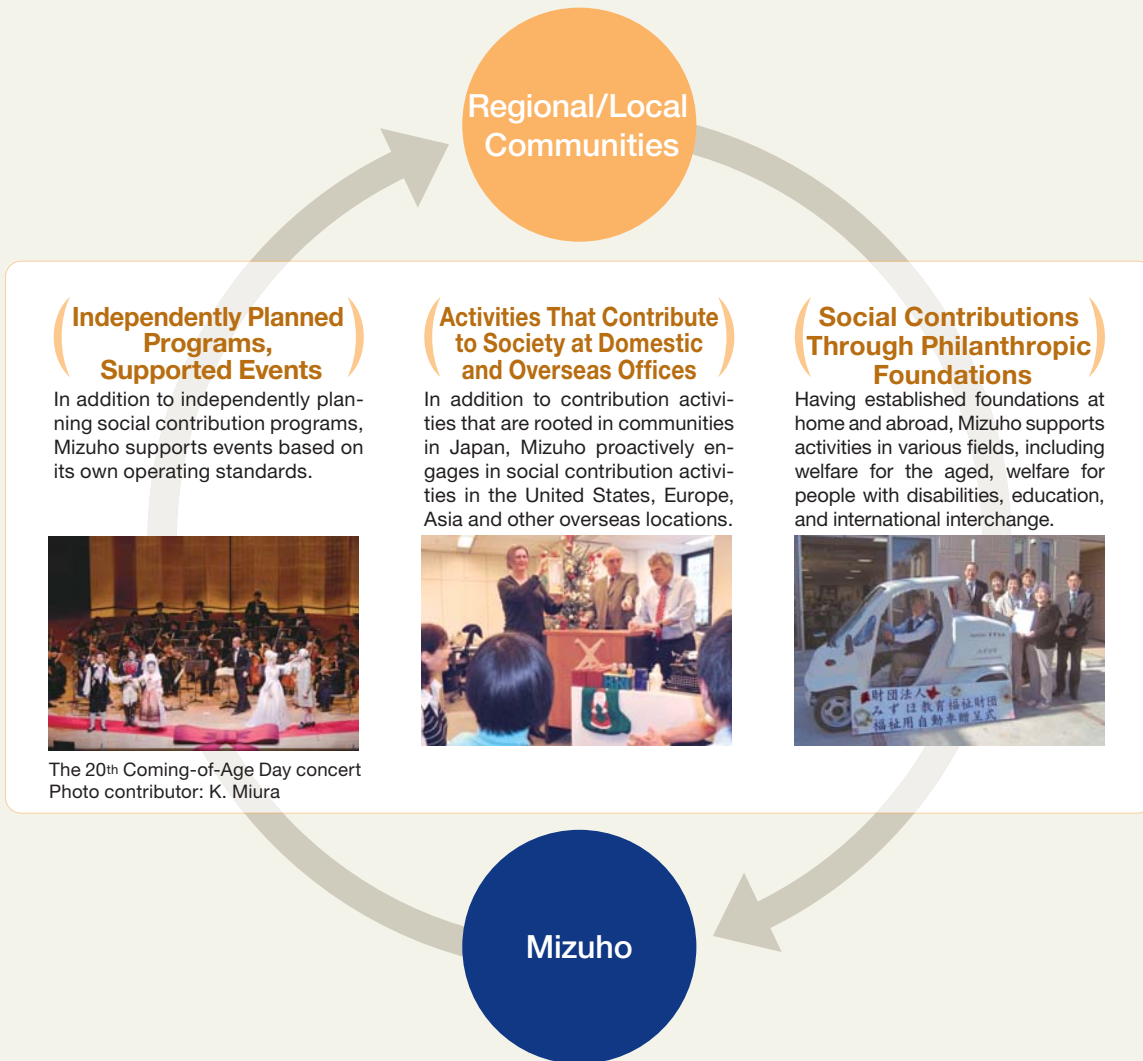 Regional/Local
Communities
Independently Planned
Programs,
Supported Events
In addition to independently plan-
ning social contribution programs,
Mizuho supports events based on
its own operating standards.
The 20th Coming-of-Age Day concert
Photo contributor: K. Miura
Activities That Contribute
to Society at Domestic
and Overseas Offices
In addition to contribution activi-
ties that are rooted in communities
in Japan, Mizuho proactively en-
gages in social contribution activi-
ties in the United States, Europe,
Asia and other overseas locations.
Social Contributions
Through Philanthropic
Foundations
Having established foundations at
home and abroad, Mizuho supports
activities in various fields, including
welfare for the aged, welfare for
people with disabilities, education,
and international interchange.
財団法人
みずほ教育福祉財団
福祉用自動車贈呈式
Mizuho